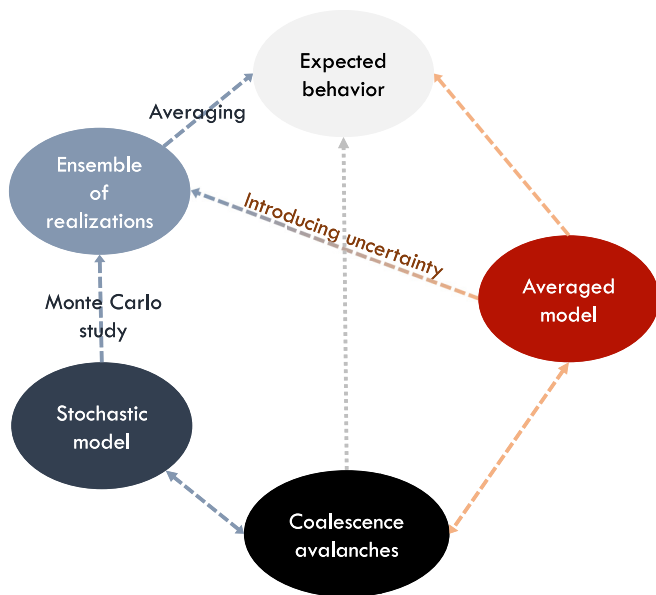 Expected
behavior
Averaging
Ensemble
of
realizations
Introducing uncertainty
Averaged
model
Monte Carlo
study
Stochastic
model
Coalescence
avalanches